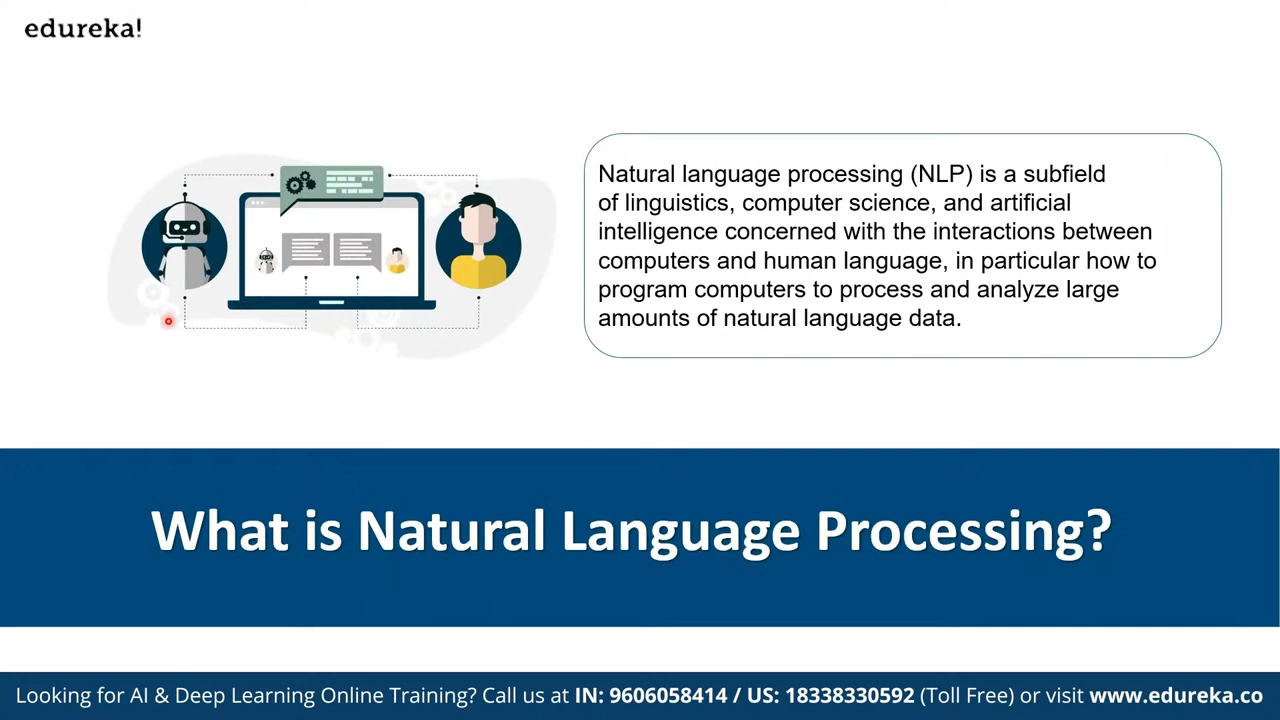 edureka!
Natural language processing (NLP) is a subfield
of linguistics, computer science, and artificial
intelligence concerned with the interactions between
computers and human language, in particular how to
program computers to process and analyze large
amounts of natural language data.
What is Natural Language Processing?
Looking for AI & Deep Learning Online Training? Call us at IN: 9606058414 / US: 18338330592 (Toll Free) or visit www.edureka.co